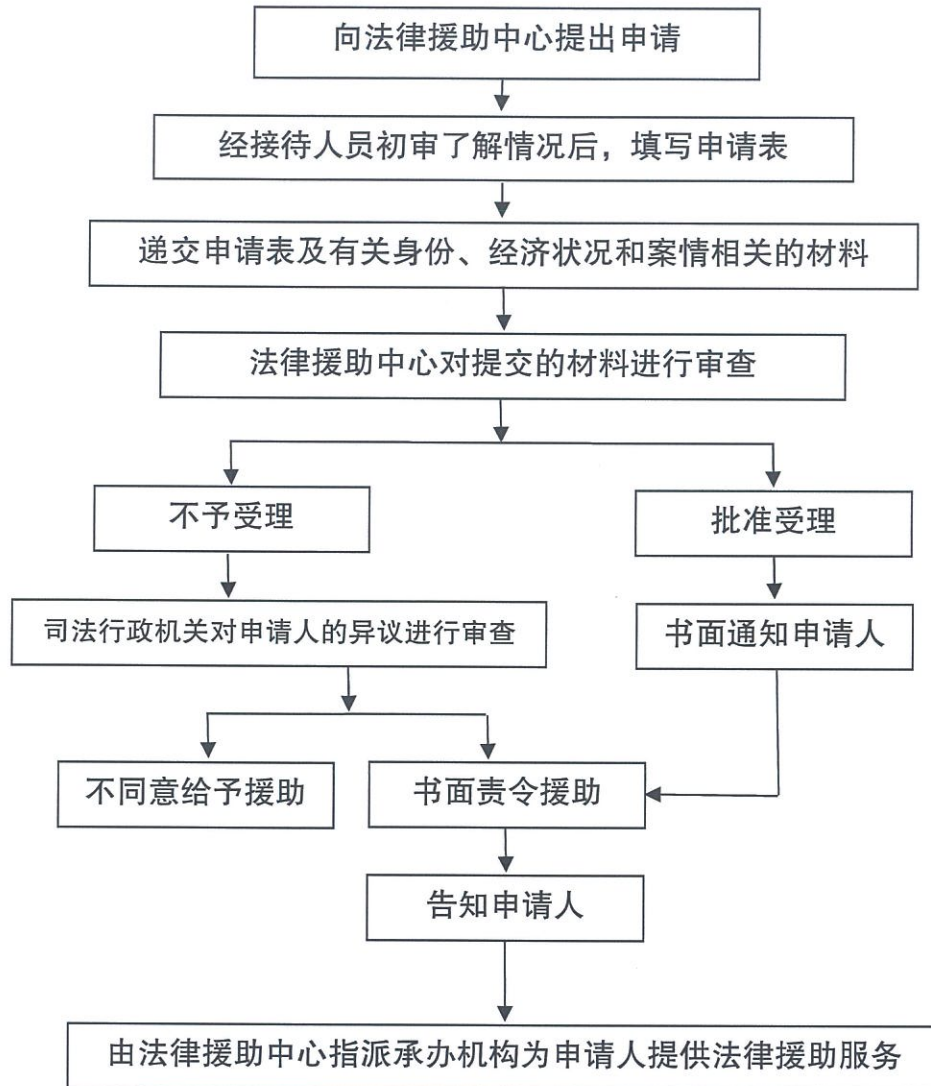 向法律援助中心提出申请
经接待人员初审了解情况后，填写申请表
递交申请表及有关身份、经济状况和案情相关的材料
法律援助中心对提交的材料进行审查
不予受理
批准受理
司法行政机关对申请人的异议进行审查
书面通知申请人
不同意给予援助
书面责令援助
告知申请人
由法律援助中心指派承办机构为申请人提供法律援助服务